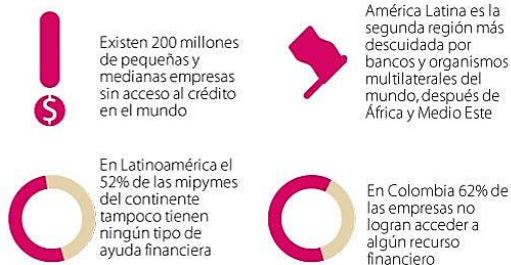 Existen 200 millones
de pequeñas y
medianas empresas
sin acceso al crédito
en el mundo
$
América Latina es la
segunda región más
descuidada por
bancos y organismos
multilaterales del
mundo, después de
África y Medio Este
En Latinoamérica el
52% de las mipymes
del continente
tampoco tienen
ningún tipo de
ayuda financiera
En Colombia 62% de
las empresas no
logran acceder a
algún recurso
financiero